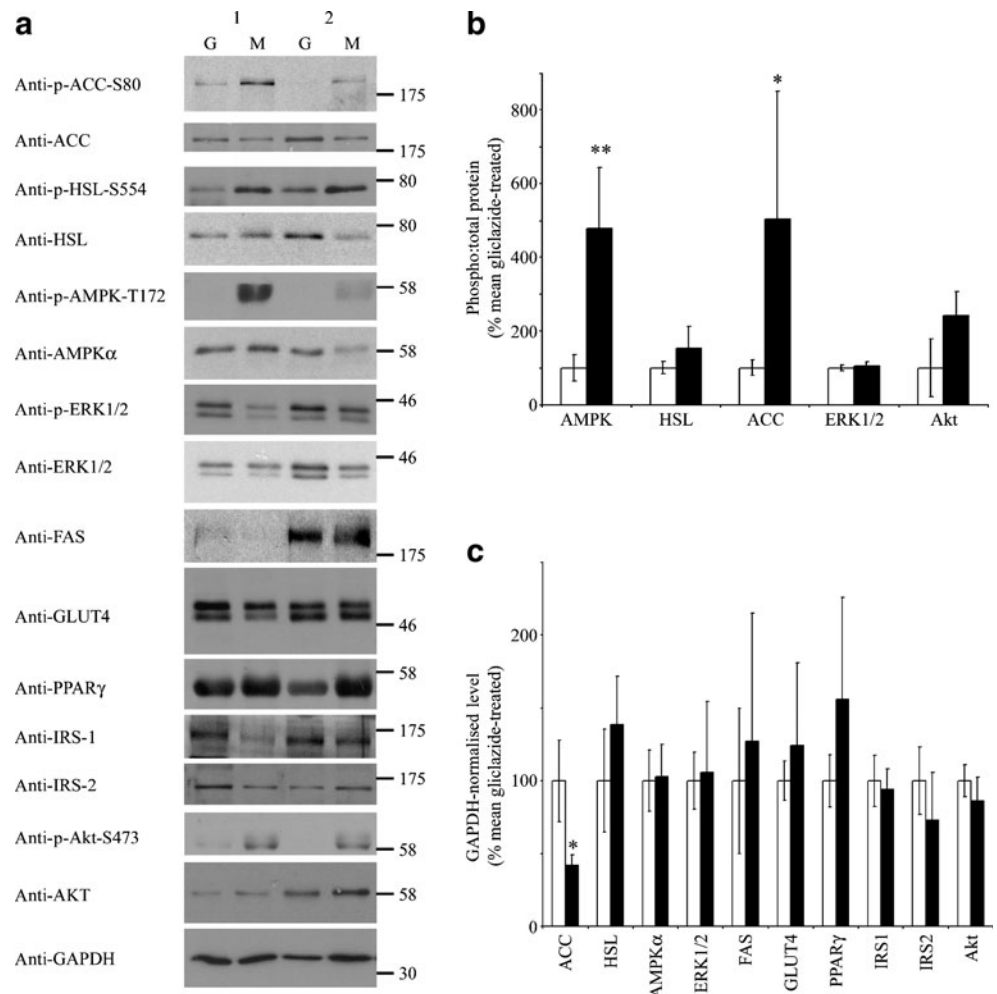 a
1 2
G M G M
Anti-p-ACC-S80
175
Anti-ACC
175
Anti-p-HSL-S554
80
Anti-HSL
80
Anti-p-AMPK-T172
58
Anti-AMPKα
58
Anti-p-ERK1/2
46
Anti-ERK1/2
46
Anti-FAS
175
Anti-GLUT4
46
Anti-PPARγ
58
Anti-IRS-1
175
Anti-IRS-2
175
Anti-p-Akt-S473
58
Anti-AKT
58
Anti-GAPDH
30
b
Phospho:total protein
(% mean gliclazide-treated)
800
600
400
200
0
**
*
AMPK HSL ACC ERK1/2 Akt
c
GAPDH-normalised level
(% mean gliclazide-treated)
200
100
0
*
ACC
HSL
AMPKα
ERK1/2
FAS
GLUT4
PPARγ
IRS1
IRS2
Akt